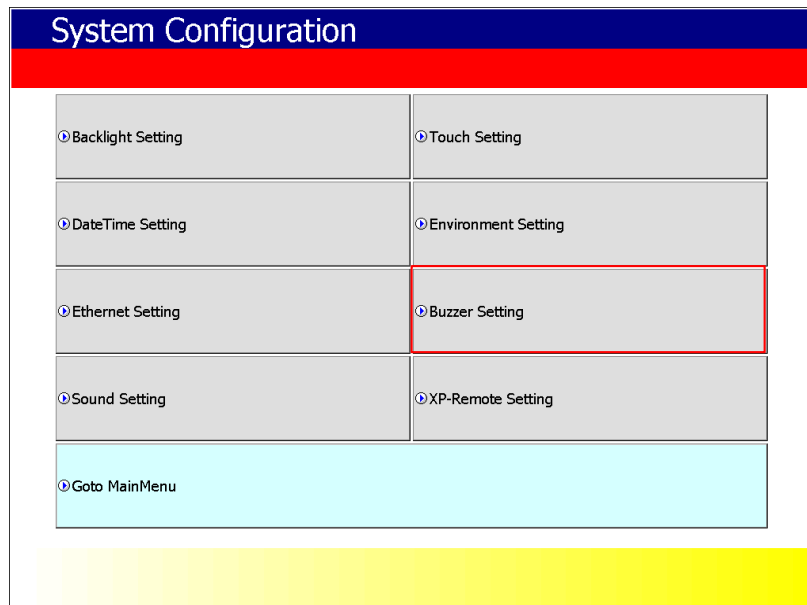 System Configuration
Backlight Setting
Touch Setting
DateTime Setting
Environment Setting
Ethernet Setting
Buzzer Setting
Sound Setting
XP-Remote Setting
Goto MainMenu